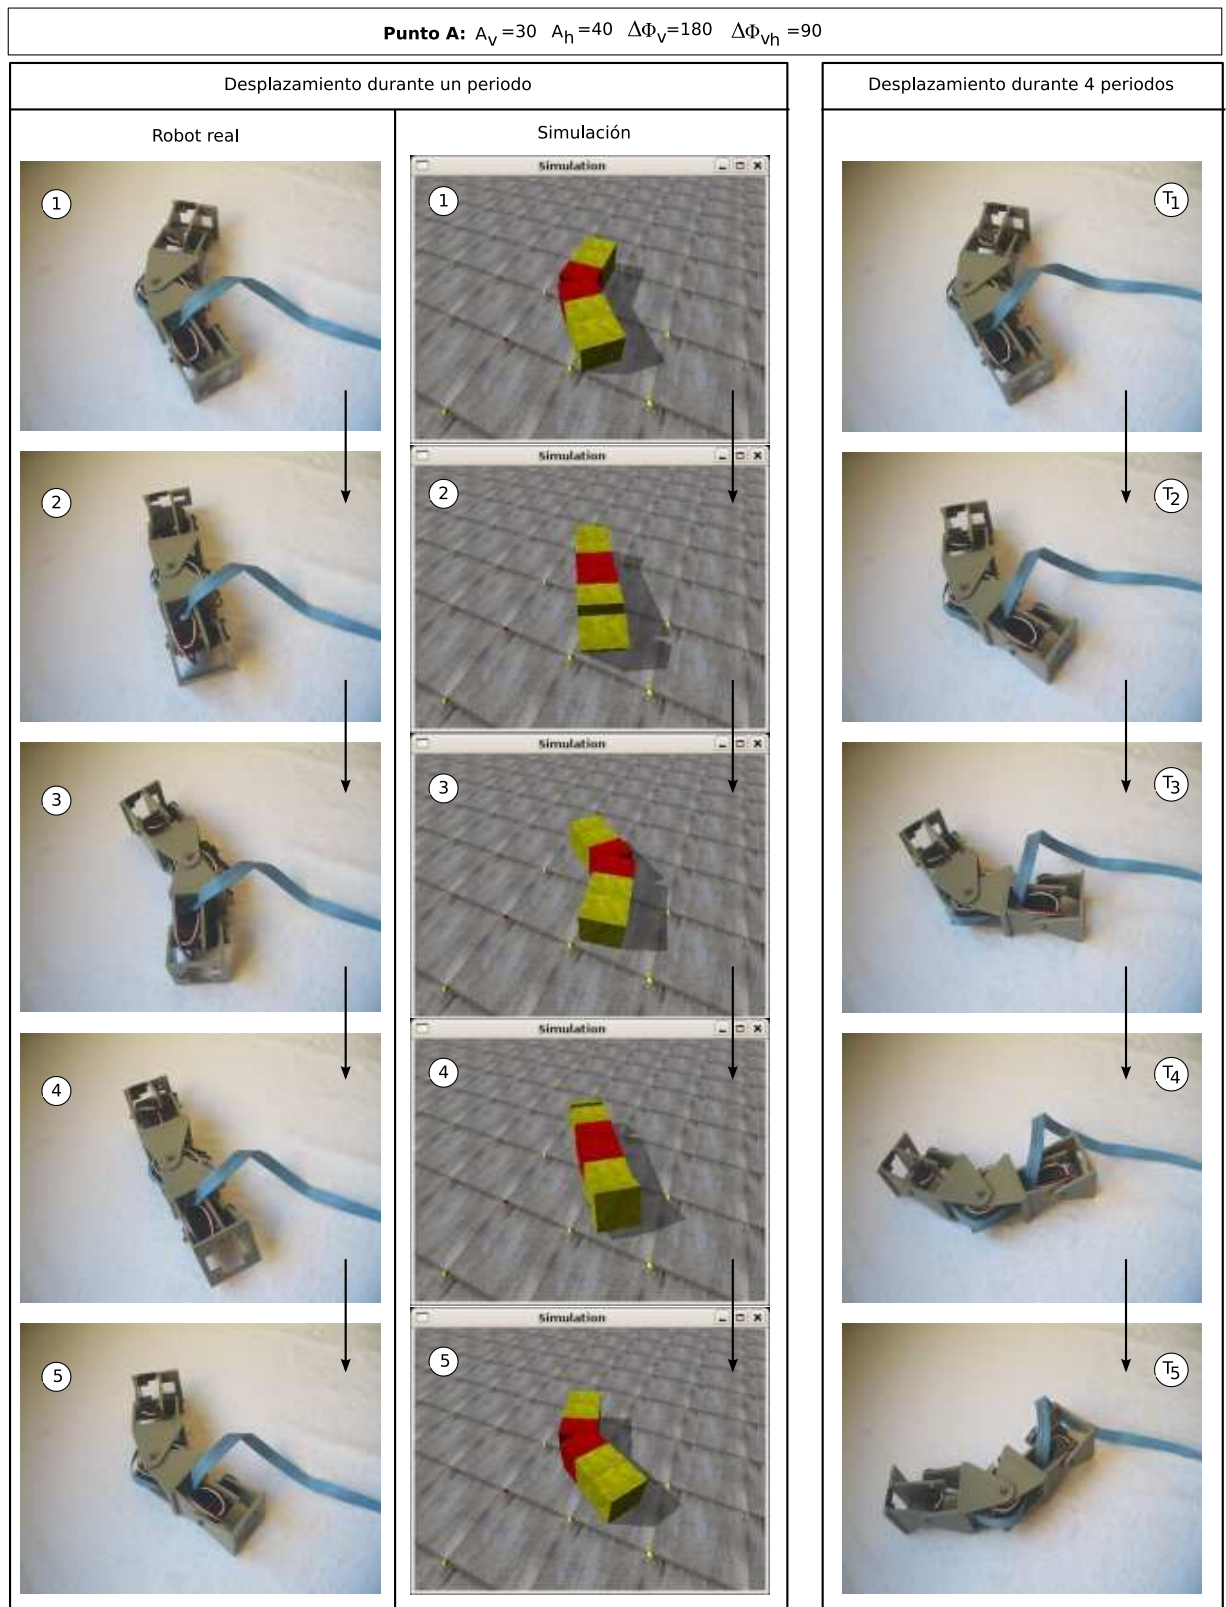 Punto A: Av=30 Ah=40 ΔΦv=180 ΔΦvh =90
Desplazamiento durante un periodo
Robot real
Simulación
1
2
3
4
5
Simulation
1
Simulation
2
Simulation
3
Simulation
4
Simulation
5
Desplazamiento durante 4 periodos
T1
T2
T3
T4
T5